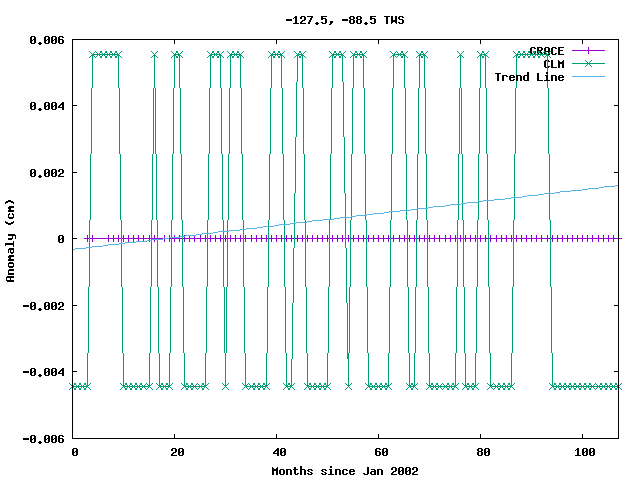 -127.5, -88.5 TWS
0.006
0.004
0.002
0
-0.002
-0.004
-0.006
Anomaly (cm)
GRACE
CLM
Trend Line
0 20 40 60 80 100
Months since Jan 2002